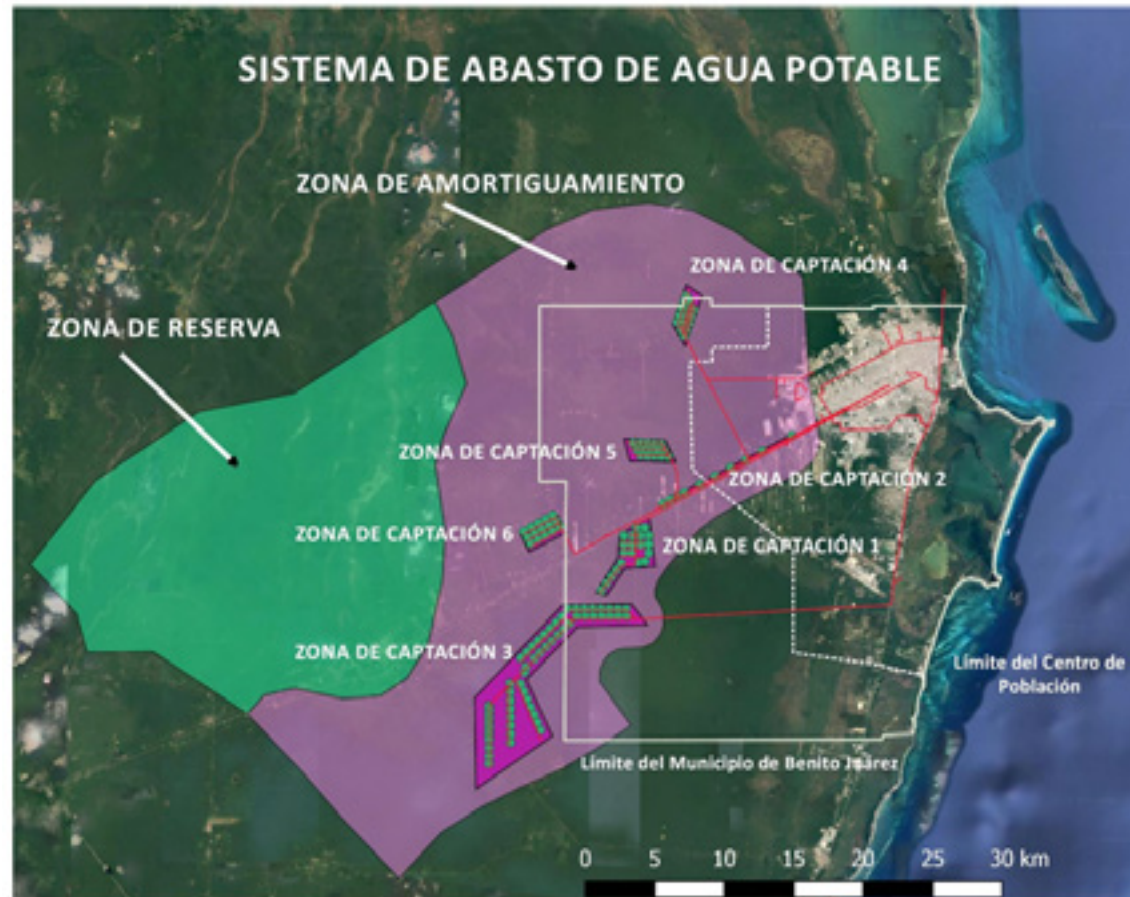 SISTEMA DE ABASTO DE AGUA POTABLE
ZONA DE AMORTIGUAMIENTO
ZONA DE CAPTACIÓN 4
ZONA DE RESERVA
ZONA DE CAPTACIÓN 5
ZONA DE CAPTACIÓN 2
ZONA DE CAPTACIÓN 6
ZONA DE CAPTACIÓN 1
ZONA DE CAPTACIÓN 3
Límite del Centro de
Población
Límite del Municipio de Benito Juárez
0 5 10 15 20 25 30 km